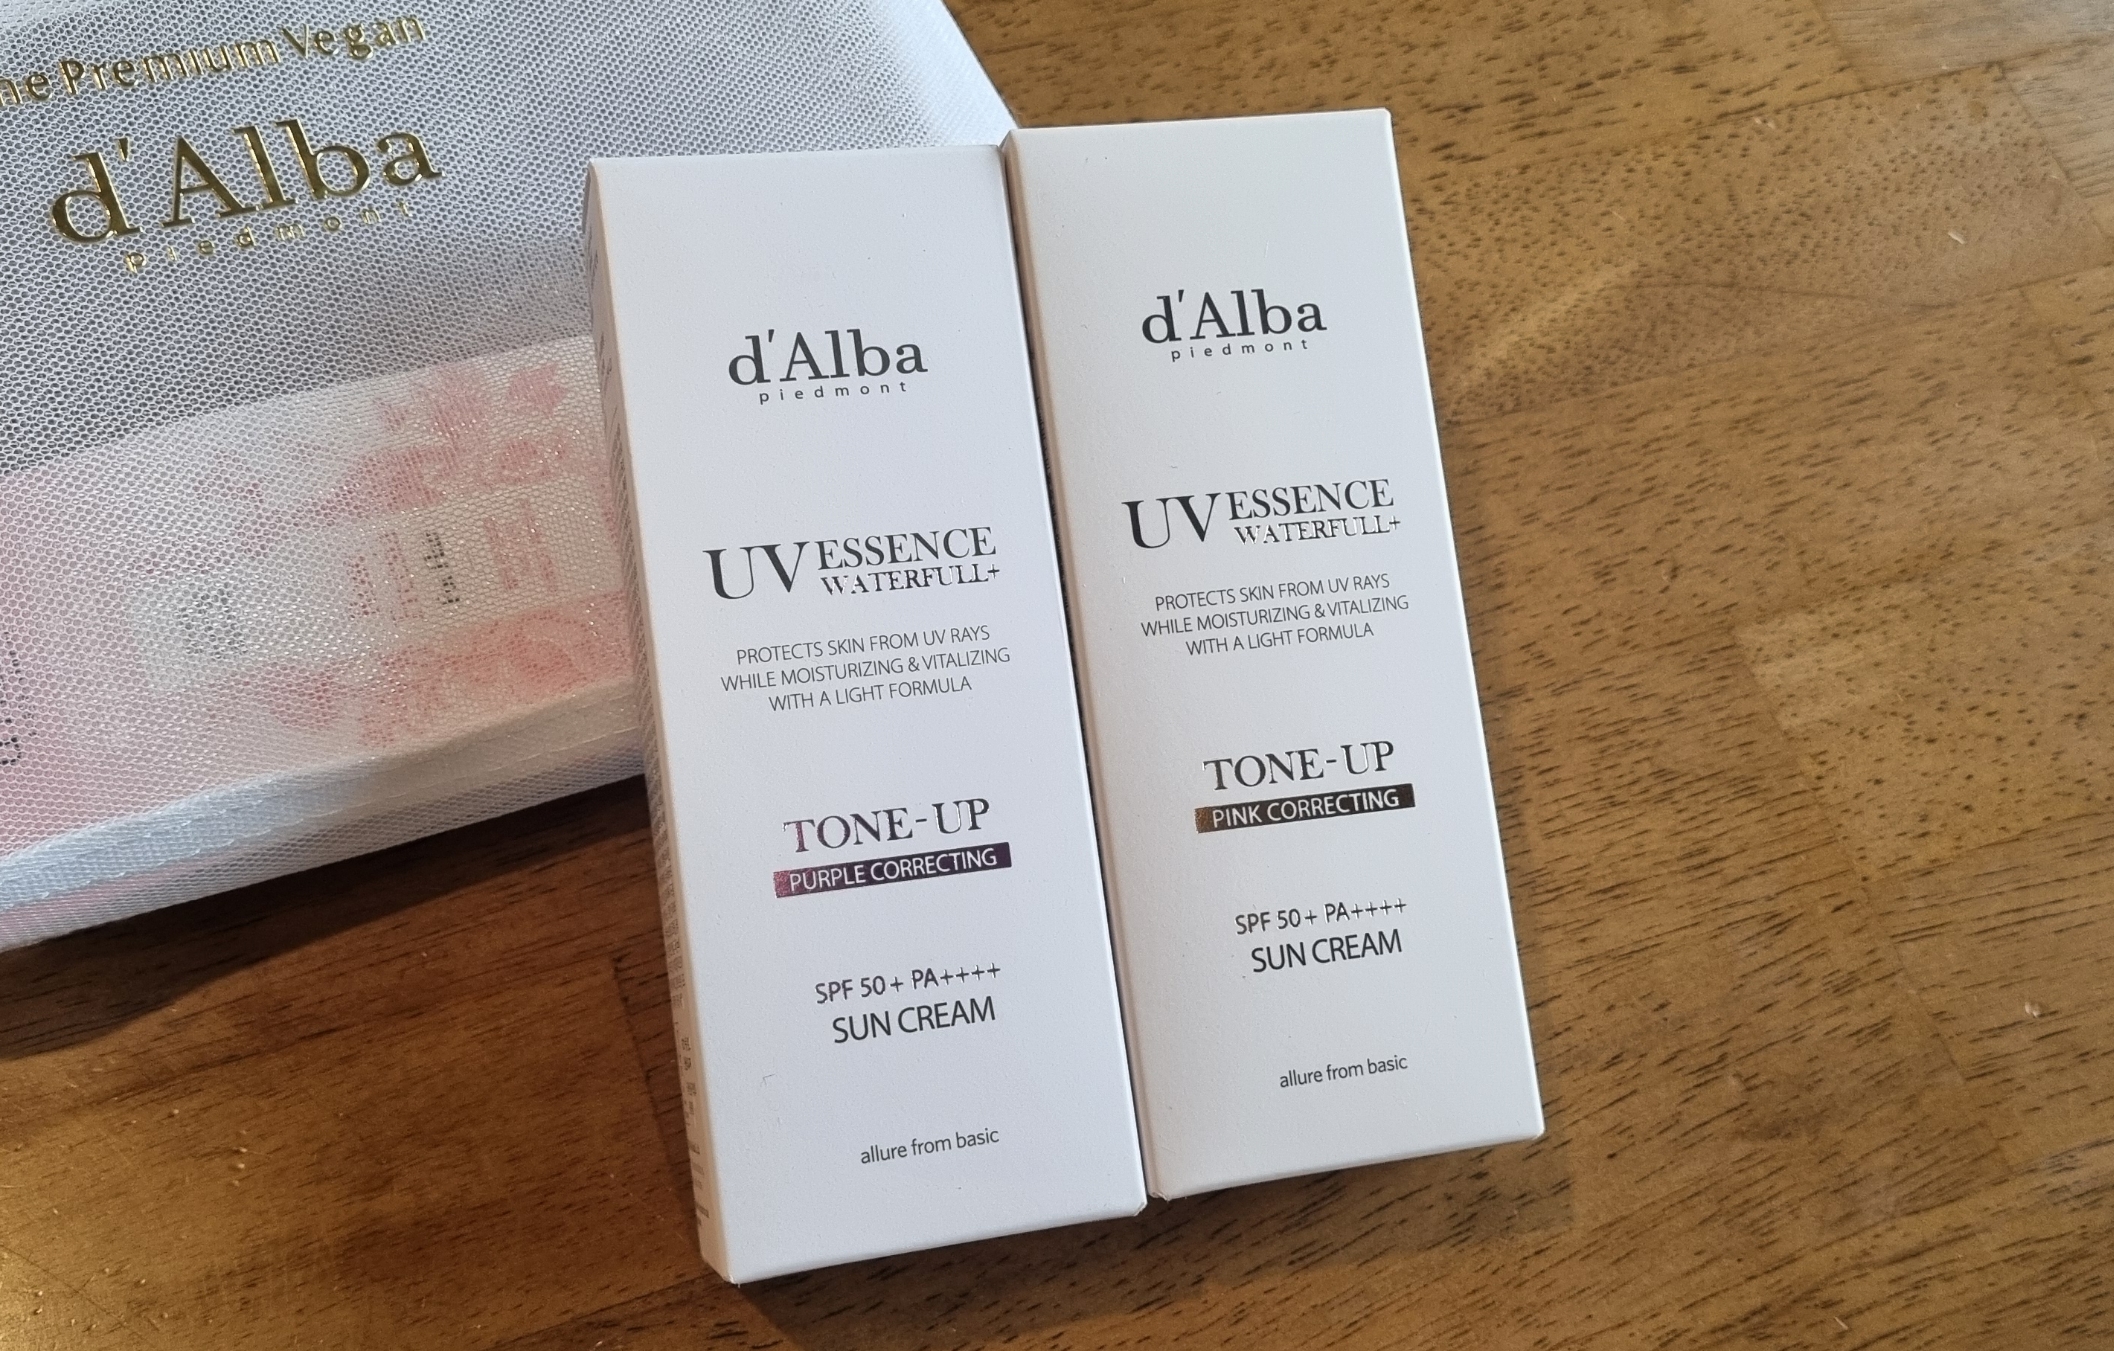 Premium Vegan
d'Alba
piedmont
d'Alba
piedmont
UV ESSENCE
WATERFULL+
PROTECTS SKIN FROM UV RAYS
WHILE MOISTURIZING & VITALIZING
WITH A LIGHT FORMULA
TONE-UP
PURPLE CORRECTING
SPF 50+ PA++++
SUN CREAM
allure from basic
d'Alba
piedmont
UV ESSENCE
WATERFULL+
PROTECTS SKIN FROM UV RAYS
WHILE MOISTURIZING & VITALIZING
WITH A LIGHT FORMULA
TONE-UP
PINK CORRECTING
SPF 50+ PA++++
SUN CREAM
allure from basic